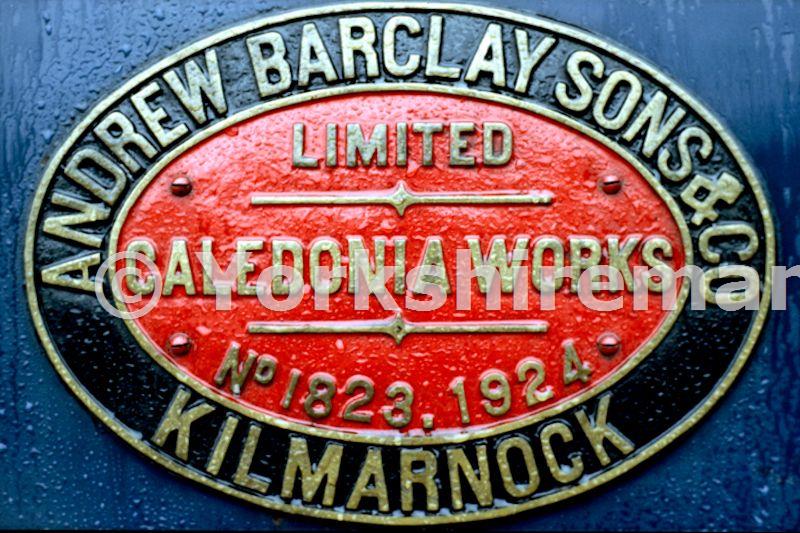 ANDREW BARCLAY SONS & CO
LIMITED
CALEDONIA WORKS
© Yorkshireman
No 1823, 1924
KILMARNOCK